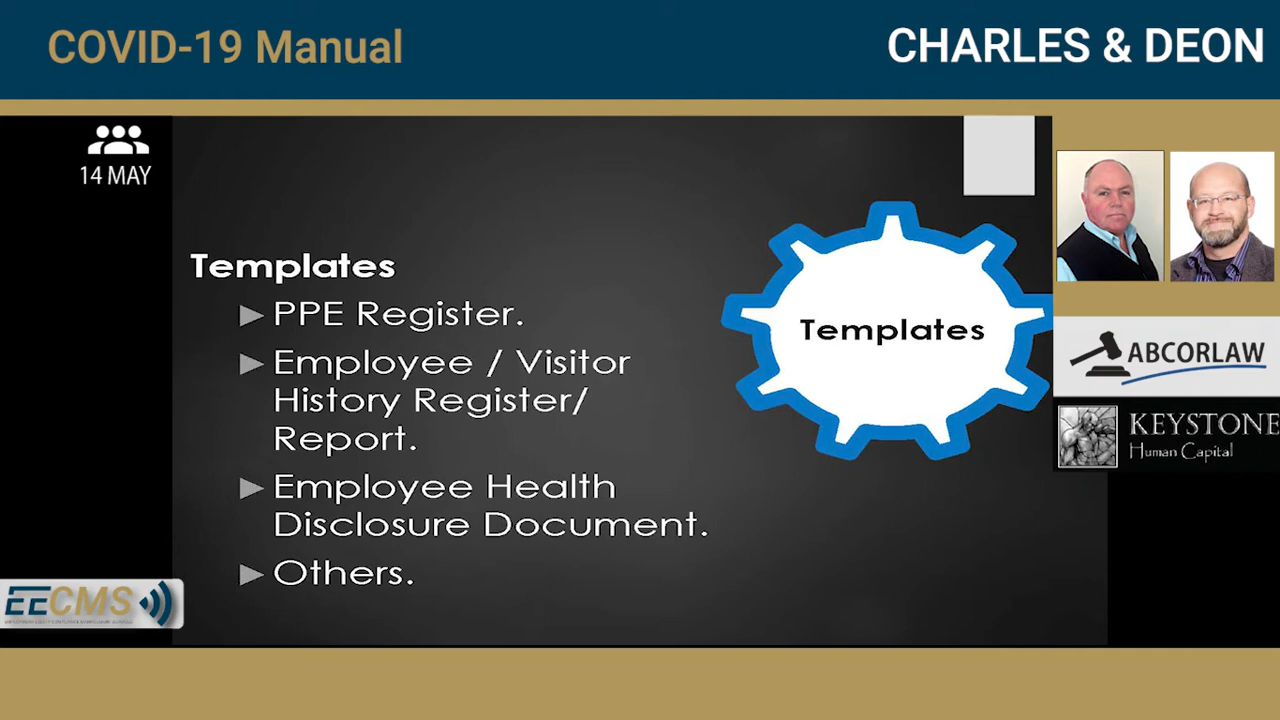 COVID-19 Manual
CHARLES & DEON
14 MAY
Templates
PPE Register.
Employee / Visitor
History Register/
Report.
Employee Health
Disclosure Document.
Others.
Templates
ABCORLAW
KEYSTONE
Human Capital
EECMS